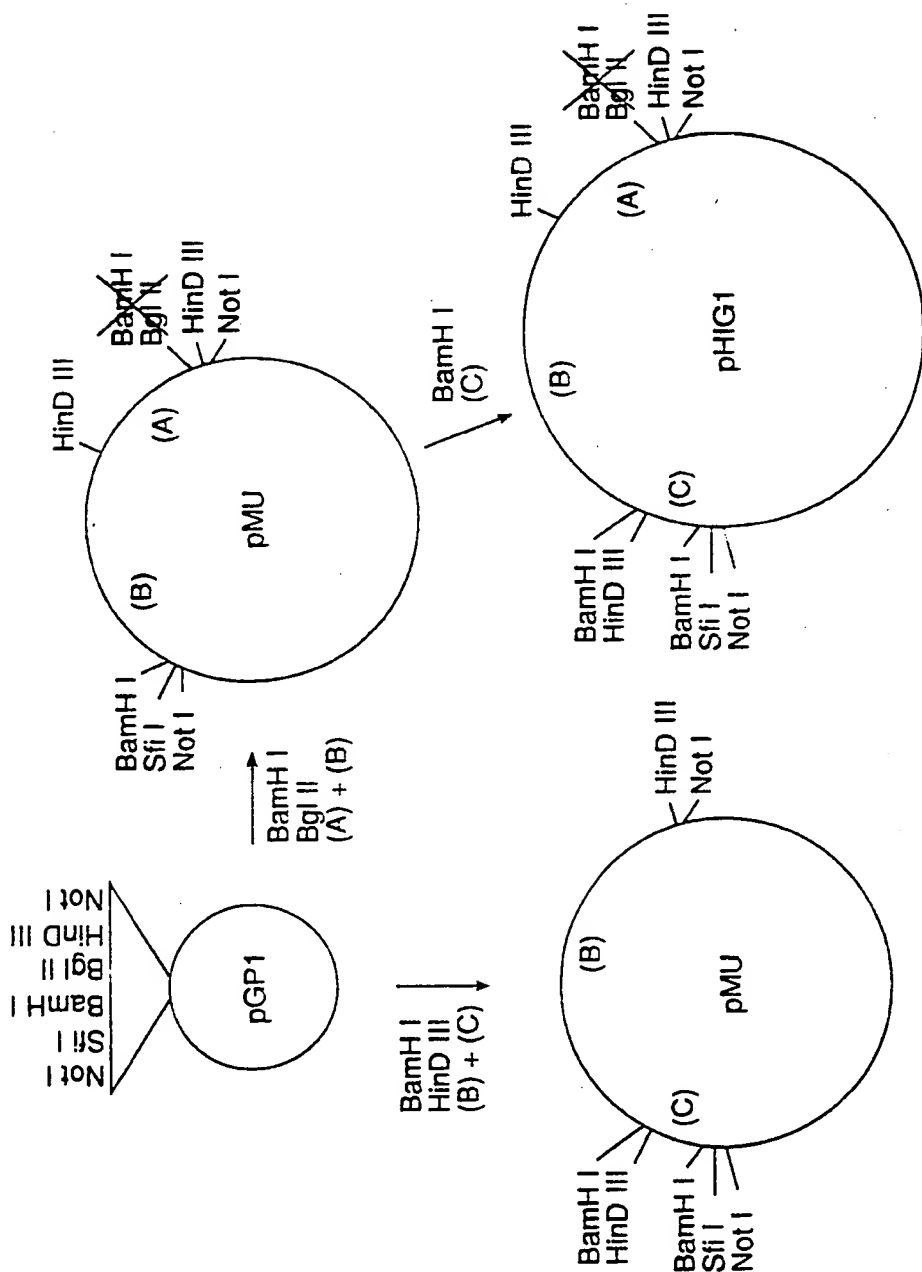 Not I
Sfi I
BamH I
Bgl II
HinD III
Not I
pGP1
BamH I
Bgl II
(A) + (B)
BamH I
Sfi I
Not I
(B)
pMU
(A)
HinD III
BamH I
Bgl II
HinD III
Not I
BamH I
HinD III
(B) + (C)
BamH I
(C)
BamH I
HinD III
(C)
BamH I
Sfi I
Not I
(B)
pMU
HinD III
Not I
BamH I
HinD III
(C)
BamH I
Sfi I
Not I
(B)
pHIG1
(A)
HinD III
BamH I
Bgl II
HinD III
Not I